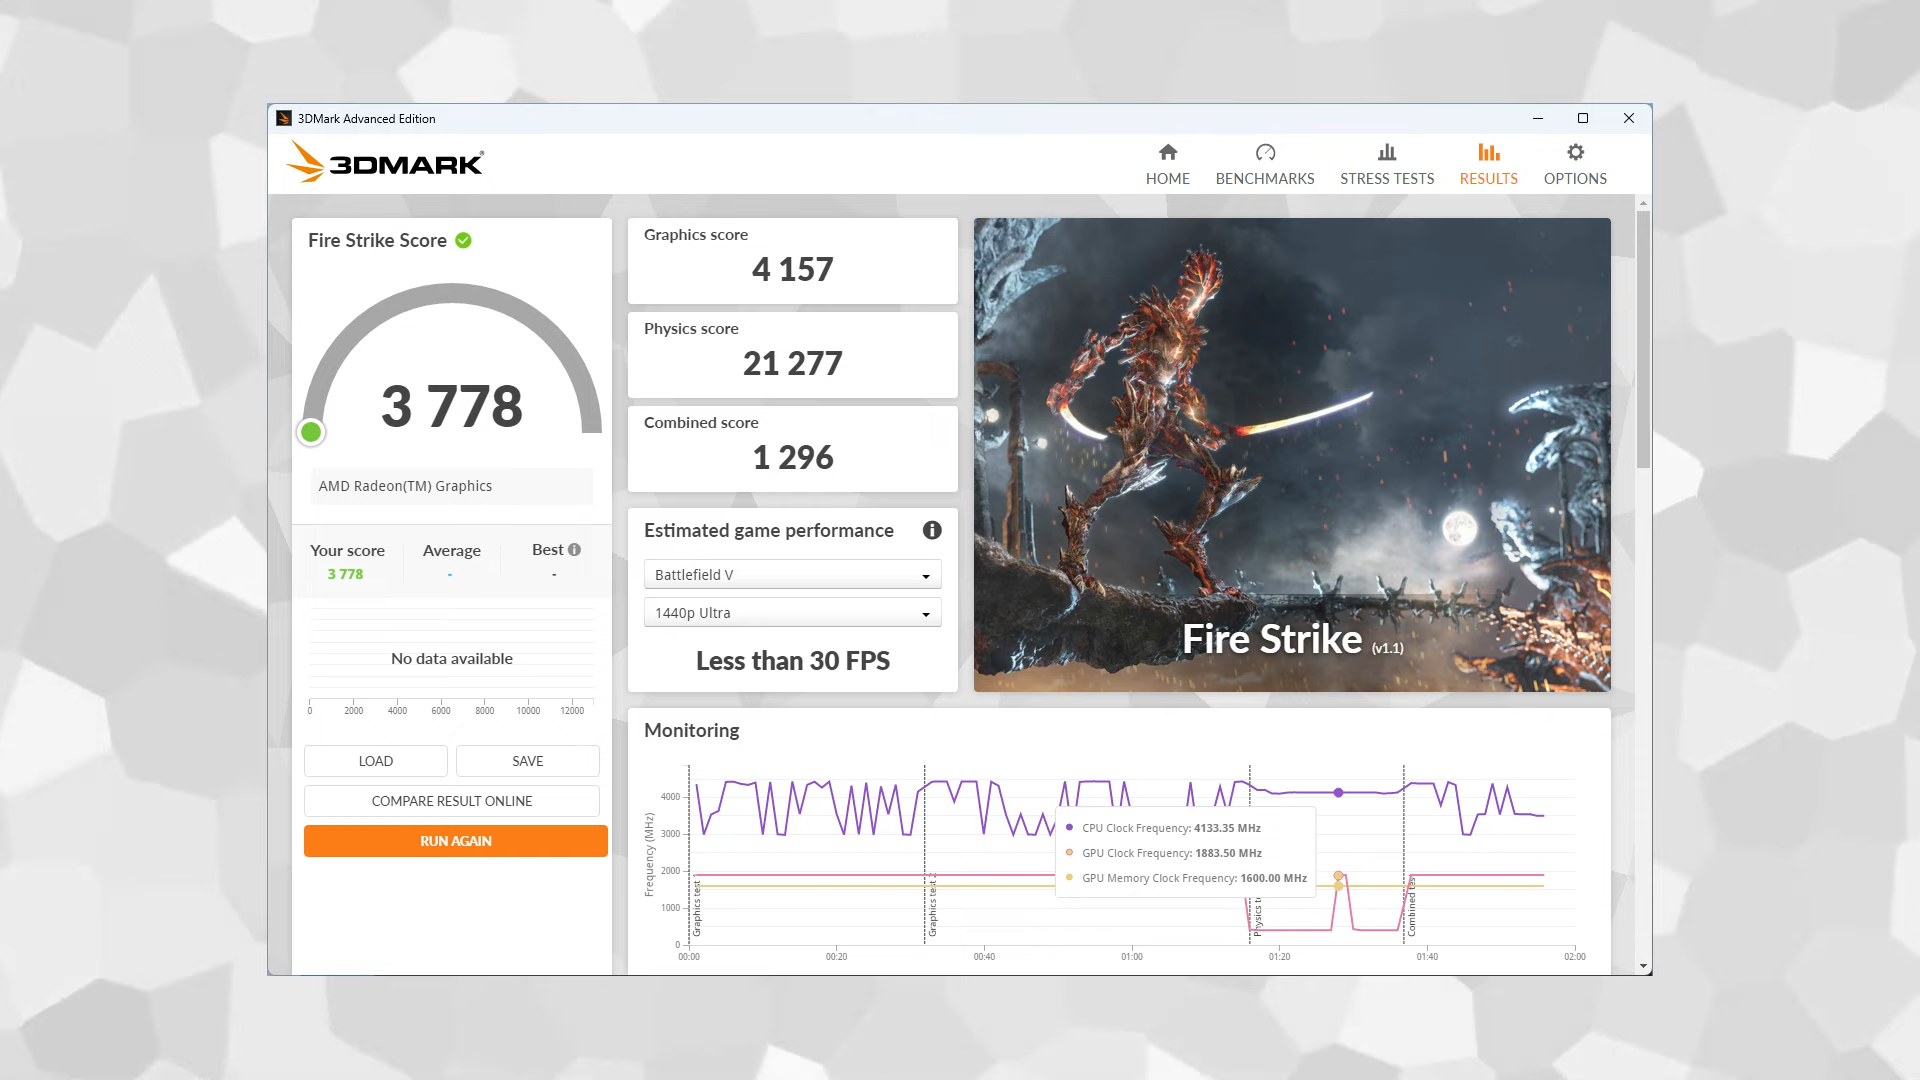 3DMark Advanced Edition
3DMARK®
HOME
BENCHMARKS
STRESS TESTS
RESULTS
OPTIONS
Fire Strike Score
3 778
AMD Radeon(TM) Graphics
Your score
3 778
Average
-
Best
-
No data available
0 2000 4000 6000 8000 10000 12000
LOAD
SAVE
COMPARE RESULT ONLINE
RUN AGAIN
Graphics score
4 157
Physics score
21 277
Combined score
1 296
Estimated game performance
Battlefield V
1440p Ultra
Less than 30 FPS
Fire Strike (v1.1)
Monitoring
Frequency (MHz)
4000
3000
2000
1000
0
Graphics test
Graphics test 2
Physics
Combined
CPU Clock Frequency: 4133.35 MHz
GPU Clock Frequency: 1883.50 MHz
GPU Memory Clock Frequency: 1600.00 MHz
00:00 00:20 00:40 01:00 01:20 01:40 02:00